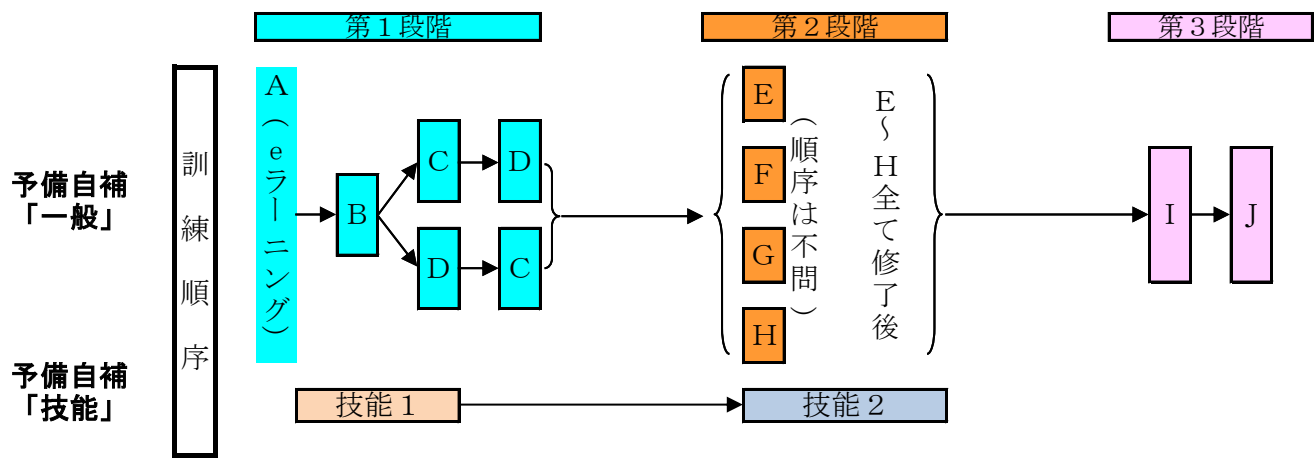 第１段階
第２段階
第３段階
予備自補
「一般」
予備自補
「技能」
訓練順序
Ａ（ｅラーニング）
Ｂ
Ｃ
Ｄ
Ｄ
Ｃ
Ｅ
Ｆ
Ｇ
Ｈ
（順序は不問）
Ｅ～Ｈ全て修了後
Ｉ
Ｊ
技能１
技能２